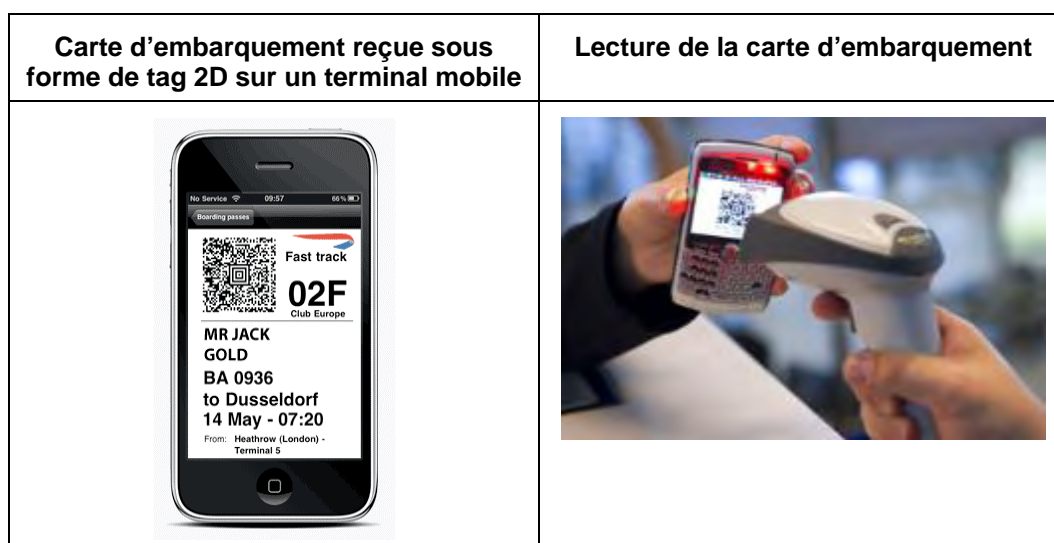 Carte d’embarquement reçue sous
forme de tag 2D sur un terminal mobile
Lecture de la carte d’embarquement
No Service 09:57 66%
Boarding passes
Fast track
02F
Club Europe
MR JACK
GOLD
BA 0936
to Dusseldorf
14 May - 07:20
From: Heathrow (London) -
Terminal 5